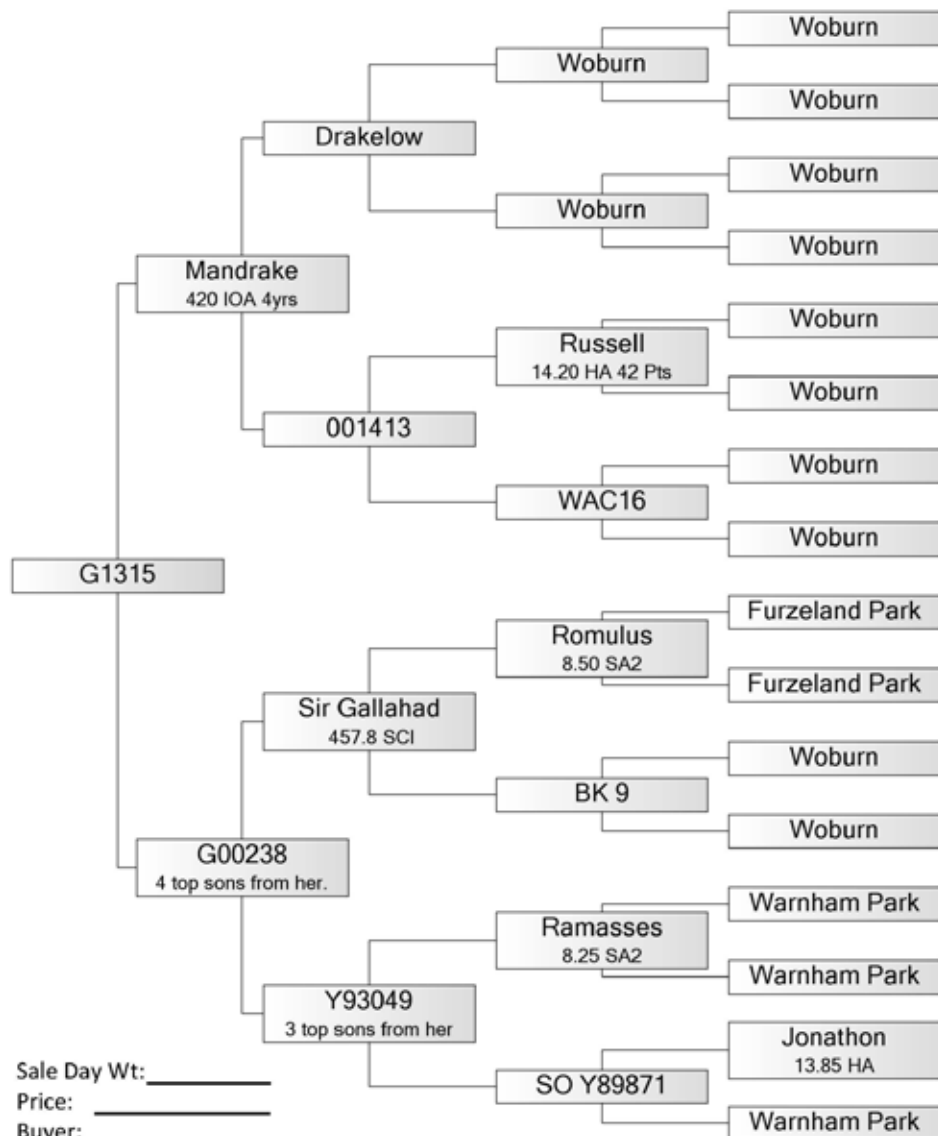 Woburn
Woburn
Woburn
Drakelow
Woburn
Woburn
Woburn
Mandrake
420 IOA 4yrs
Woburn
Russell
14.20 HA 42 Pts
Woburn
001413
Woburn
WAC16
Woburn
G1315
Furzeland Park
Romulus
8.50 SA2
Furzeland Park
Sir Gallahad
457.8 SCI
Woburn
BK 9
Woburn
G00238
4 top sons from her.
Warnham Park
Ramasses
8.25 SA2
Warnham Park
Y93049
3 top sons from her
Jonathon
13.85 HA
SO Y89871
Warnham Park
Sale Day Wt:
Price:
Buyer: